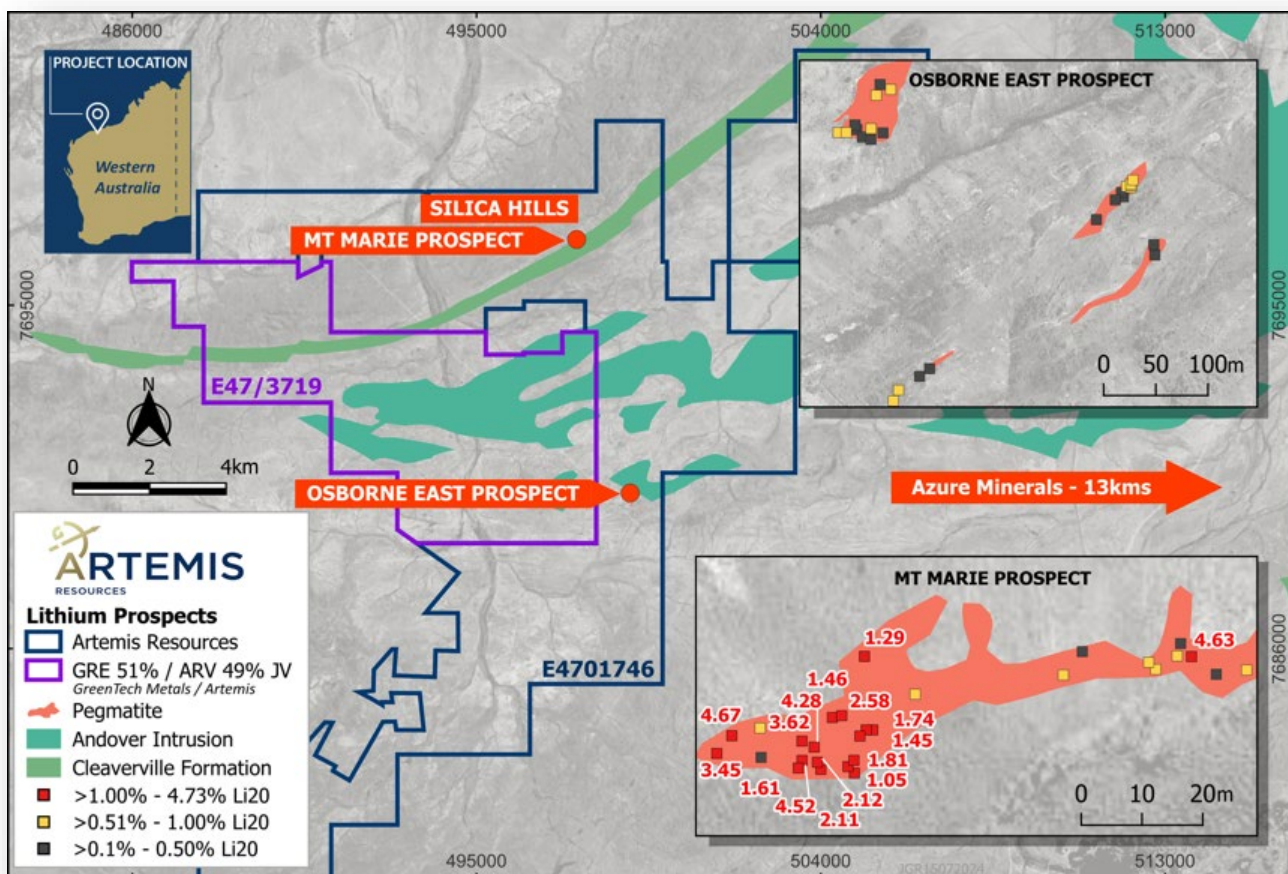 486000
495000
504000
513000
PROJECT LOCATION
Western
Australia
OSBORNE EAST PROSPECT
0 50 100m
SILICA HILLS
MT MARIE PROSPECT
7695000
7695000
E47/3719
N
0 2 4km
OSBORNE EAST PROSPECT
Azure Minerals - 13kms
ARTEMIS
RESOURCES
Lithium Prospects
Artemis Resources
GRE 51% / ARV 49% JV
GreenTech Metals / Artemis
Pegmatite
Andover Intrusion
Cleaverville Formation
>1.00% - 4.73% Li20
>0.51% - 1.00% Li20
>0.1% - 0.50% Li20
E4701746
MT MARIE PROSPECT
1.29
4.63
1.46
4.28
2.58
4.67
3.62
1.74
1.45
3.45
1.81
1.61
1.05
4.52
2.12
2.11
0 10 20m
7686000
495000
504000
513000
JGR15072024